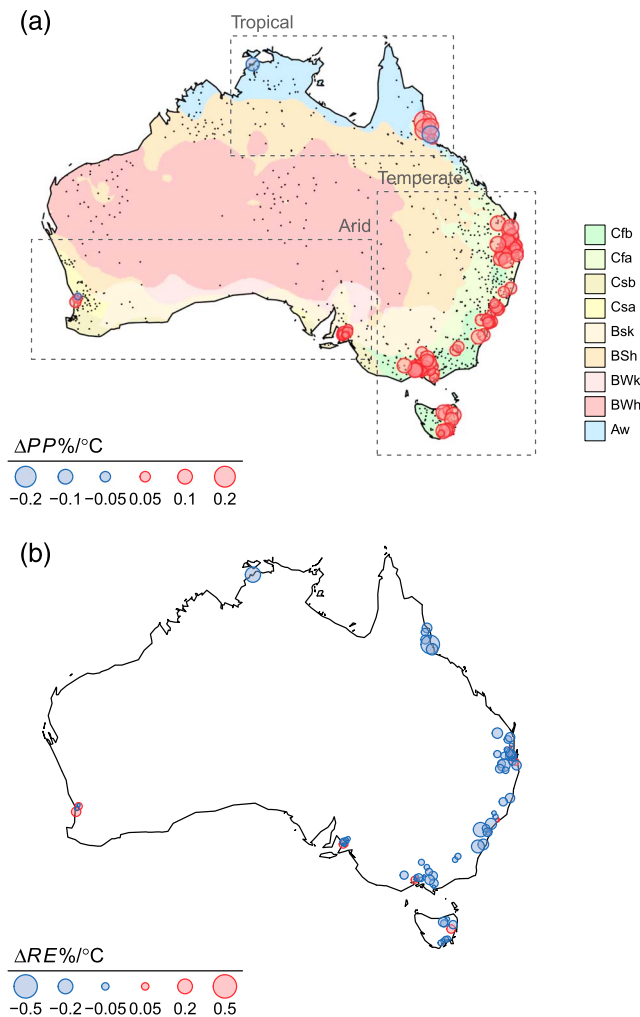 (a)
Tropical
Temperate
Arid
Cfb
Cfa
Csb
Csa
Bsk
BSh
BWk
BWh
Aw
ΔPP%/°C
−0.2 −0.1 −0.05 0.05 0.1 0.2
(b)
ΔRE%/°C
−0.5 −0.2 −0.05 0.05 0.2 0.5